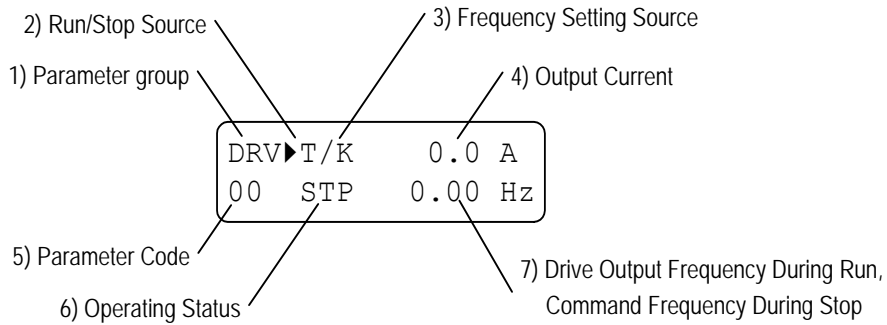 2) Run/Stop Source
3) Frequency Setting Source
1) Parameter group
4) Output Current
DRV▶T/K 0.0 A
00 STP 0.00 Hz
5) Parameter Code
6) Operating Status
7) Drive Output Frequency During Run,
Command Frequency During Stop